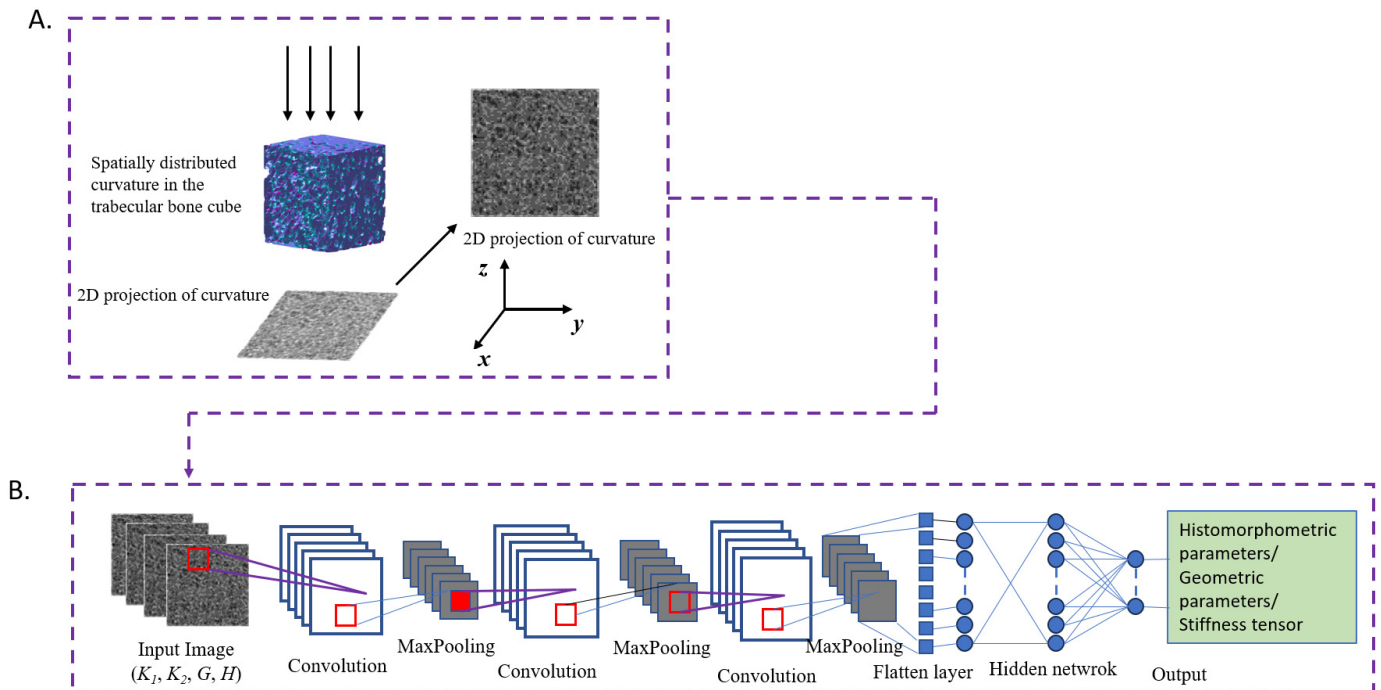 A.
Spatially distributed
curvature in the
trabecular bone cube
2D projection of curvature
2D projection of curvature
z
y
x
B.
Input Image
(K1, K2, G, H)
Convolution
MaxPooling
Convolution
MaxPooling
Convolution
MaxPooling
Flatten layer
Hidden netwrok
Output
Histomorphometric
parameters/
Geometric
parameters/
Stiffness tensor